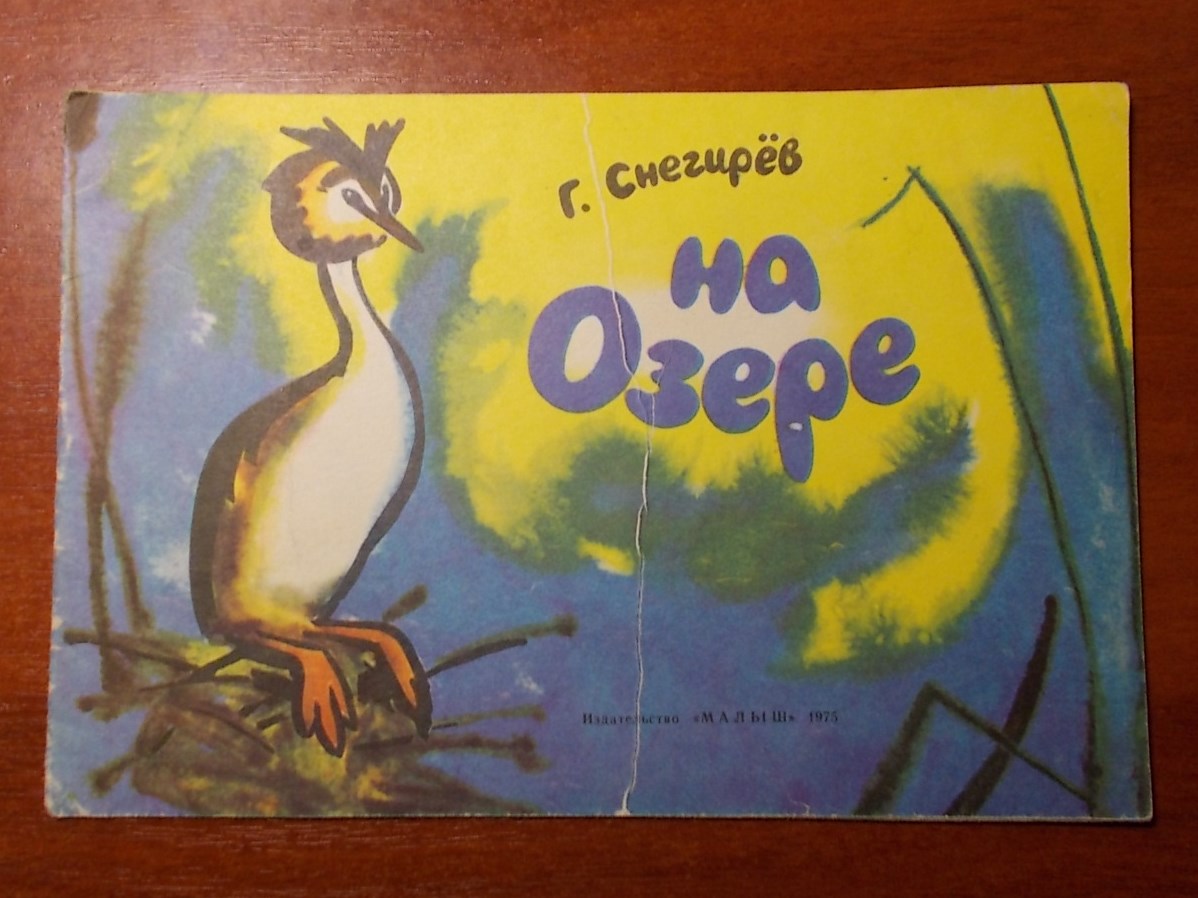 Г. Снегирёв
на
Озере
Издательство «МАЛЫШ» 1975